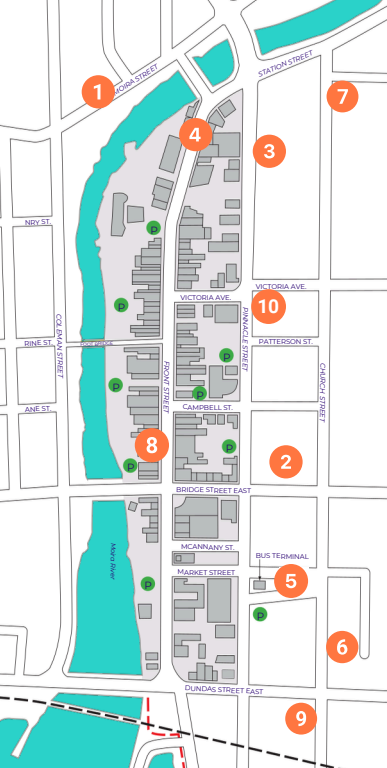 MOIRA STREET
STATION STREET
1
7
4
3
NRY ST.
P
VICTORIA AVE.
VICTORIA AVE.
10
P
COLEMAN STREET
PINNACLE STREET
RINE ST.
PATTERSON ST.
P
FRONT STREET
CHURCH STREET
P
P
ANE ST.
CAMPBELL ST.
8
P
2
P
BRIDGE STREET EAST
Moira River
MCANNANY ST.
BUS TERMINAL
MARKET STREET
5
P
P
6
DUNDAS STREET EAST
9